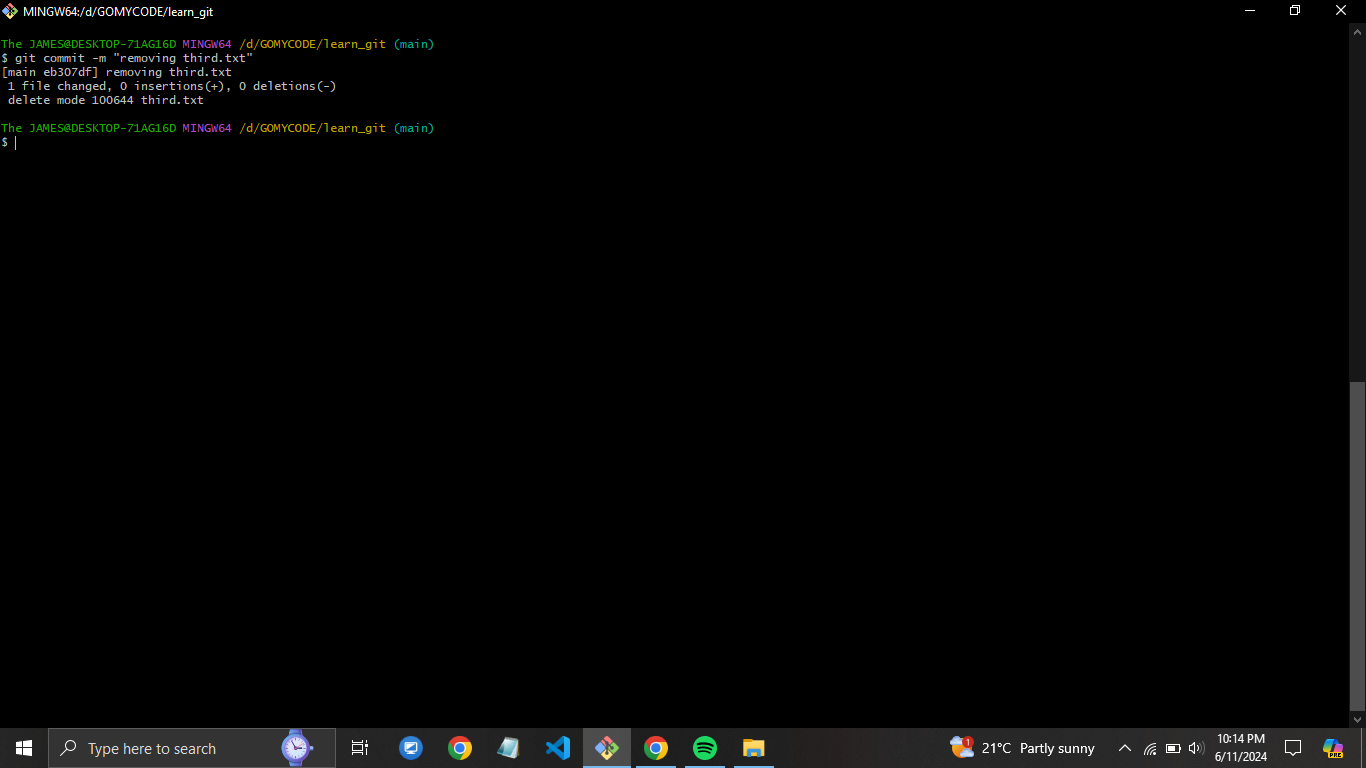 MINGW64:/d/GOMYCODE/learn_git
The JAMES@DESKTOP-71AG16D MINGW64 /d/GOMYCODE/learn_git (main)
$ git commit -m "removing third.txt"
[main eb307df] removing third.txt
 1 file changed, 0 insertions(+), 0 deletions(-)
 delete mode 100644 third.txt
The JAMES@DESKTOP-71AG16D MINGW64 /d/GOMYCODE/learn_git (main)
$
Type here to search
1
21°C Partly sunny
10:14 PM
6/11/2024
PRE